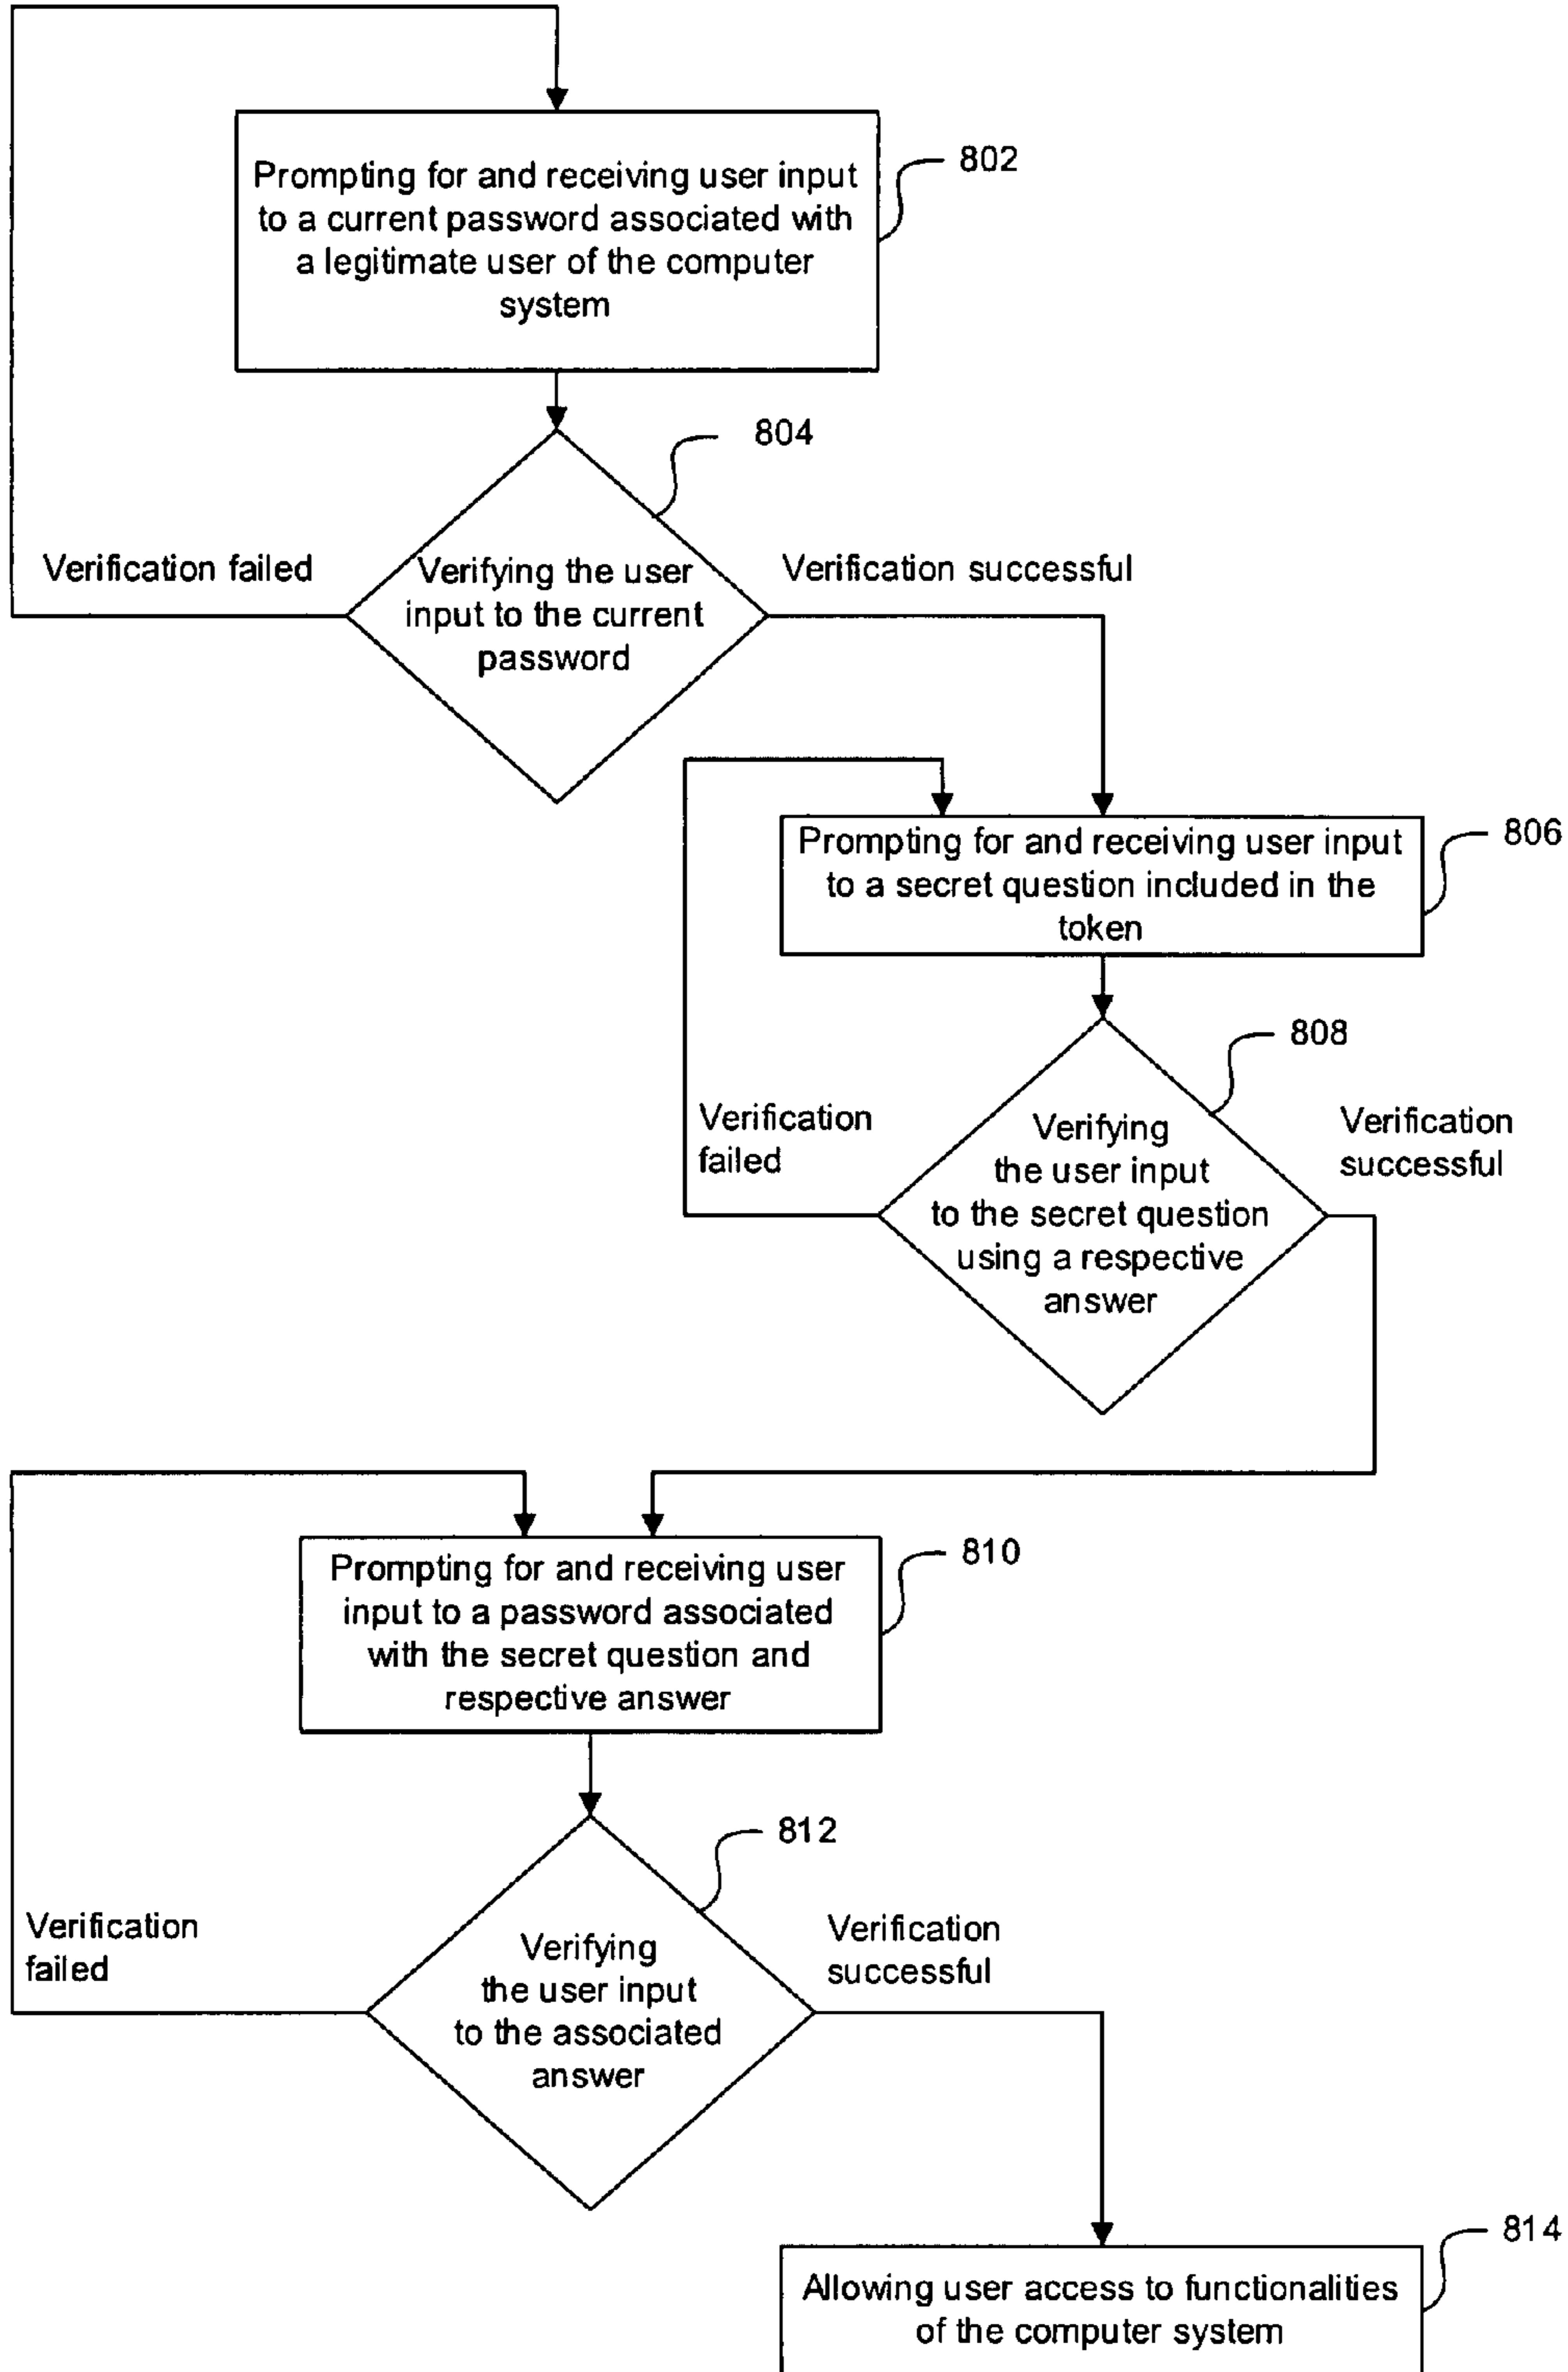 Prompting for and receiving user input
to a current password associated with
a legitimate user of the computer
system
802
804
Verification failed
Verifying the user
input to the current
password
Verification successful
Prompting for and receiving user input
to a secret question included in the
token
806
808
Verification
failed
Verifying
the user input
to the secret question
using a respective
answer
Verification
successful
Prompting for and receiving user
input to a password associated
with the secret question and
respective answer
810
812
Verification
failed
Verifying
the user input
to the associated
answer
Verification
successful
814
Allowing user access to functionalities
of the computer system